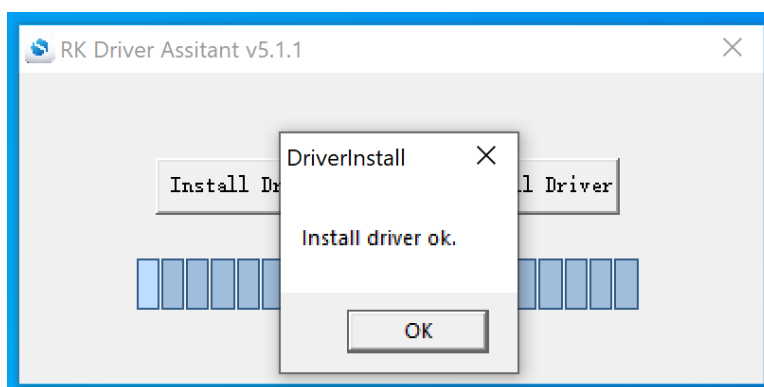 RK Driver Assitant v5.1.1
DriverInstall
Install Dr
ll Driver
Install driver ok.
OK